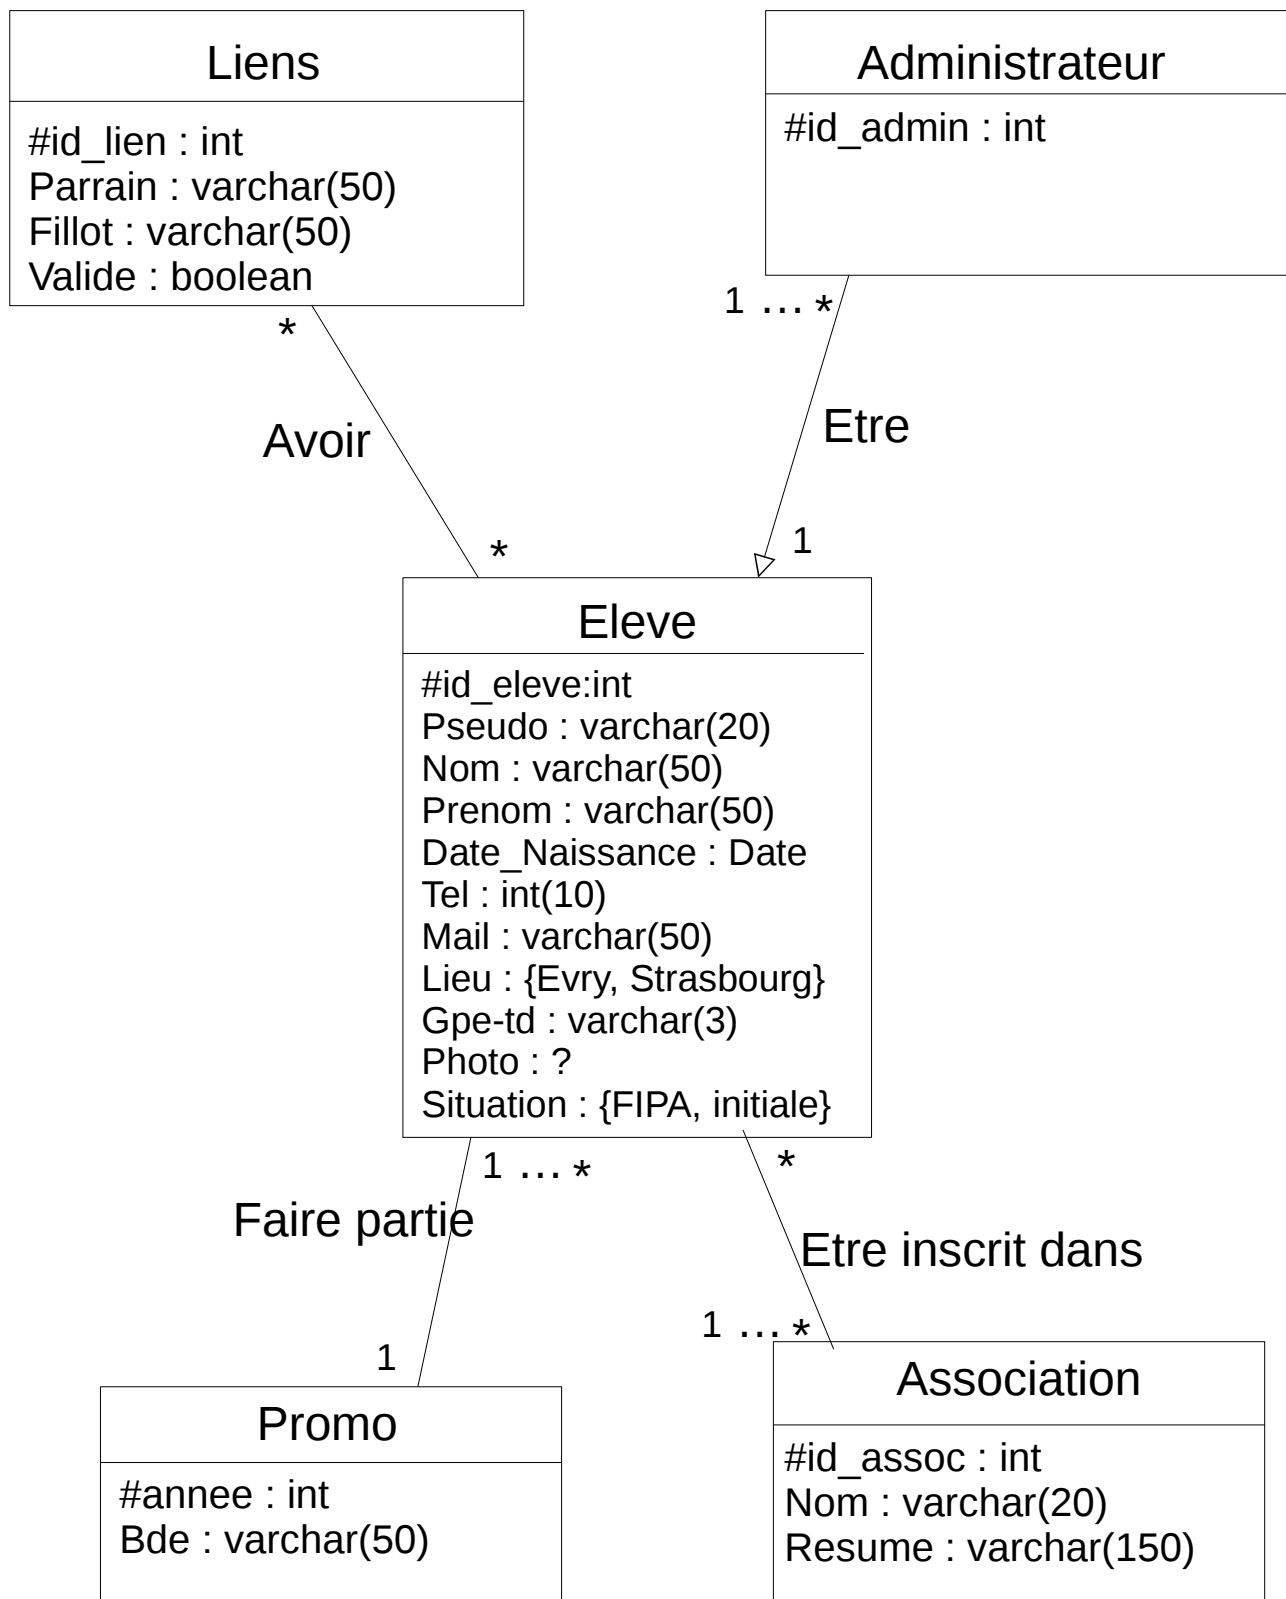 Liens
#id_lien : int
Parrain : varchar(50)
Fillot : varchar(50)
Valide : boolean
Administrateur
#id_admin : int
*
1 ... *
Avoir
Etre
*
1
Eleve
#id_eleve:int
Pseudo : varchar(20)
Nom : varchar(50)
Prenom : varchar(50)
Date_Naissance : Date
Tel : int(10)
Mail : varchar(50)
Lieu : {Evry, Strasbourg}
Gpe-td : varchar(3)
Photo : ?
Situation : {FIPA, initiale}
1 ... *
*
Faire partie
Etre inscrit dans
1
1 ... *
Promo
#annee : int
Bde : varchar(50)
Association
#id_assoc : int
Nom : varchar(20)
Resume : varchar(150)